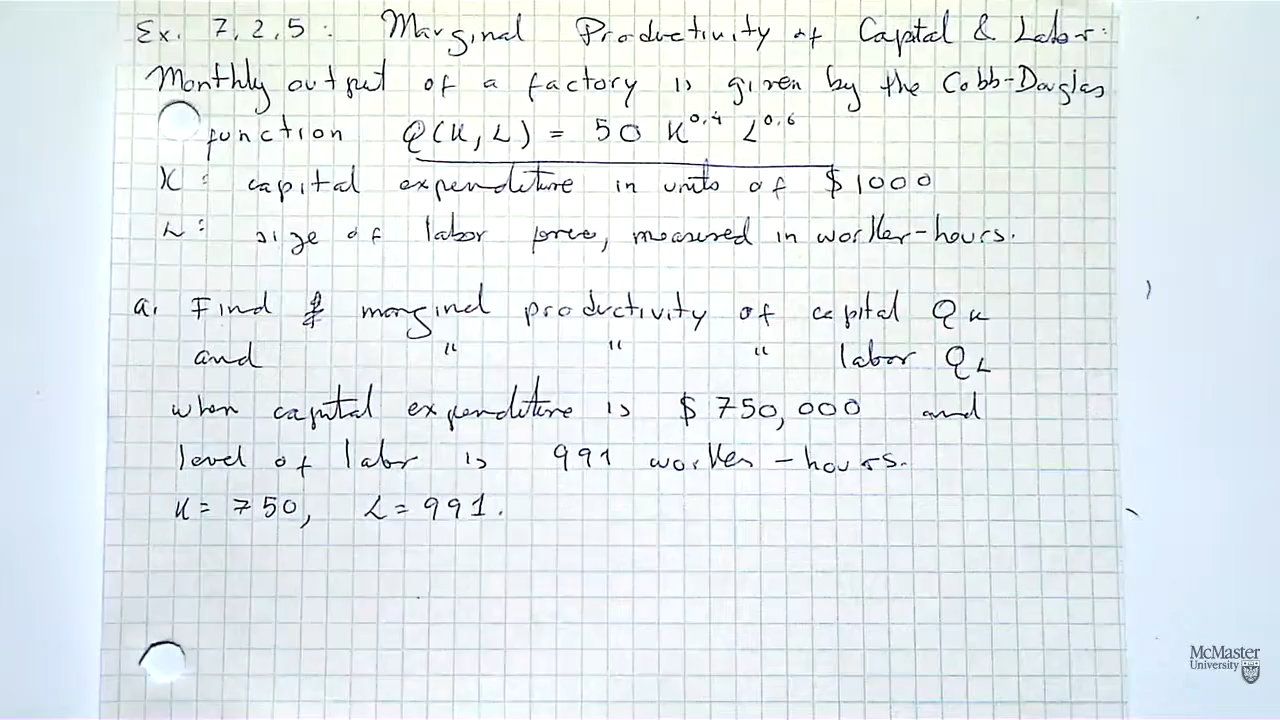 Ex. 7.2.5: Marginal Productivity of Capital & Labor:
Monthly output of a factory is given by the Cobb-Douglas
function Q(K, L) = 50 K^0.4 L^0.6
K: capital expenditure in units of $1000
L: size of labor force, measured in worker-hours.
a. Find marginal productivity of capital Q_K
and " " " labor Q_L
when capital expenditure is $750,000 and
level of labor is 991 worker-hours.
K = 750, L = 991.
McMaster
University